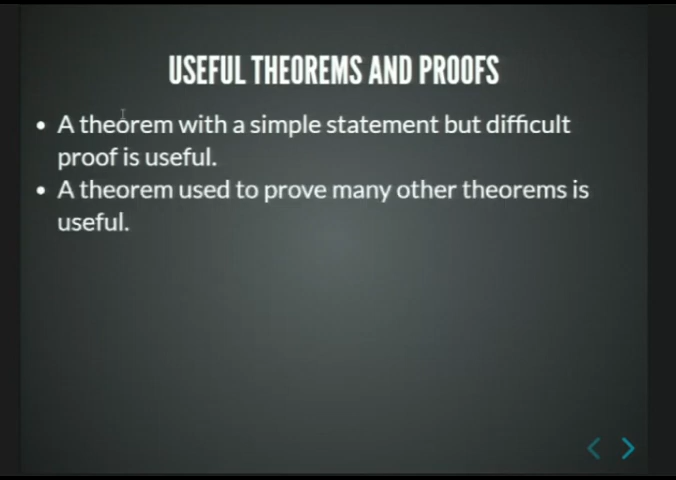 USEFUL THEOREMS AND PROOFS
• A theorem with a simple statement but difficult
proof is useful.
• A theorem used to prove many other theorems is
useful.